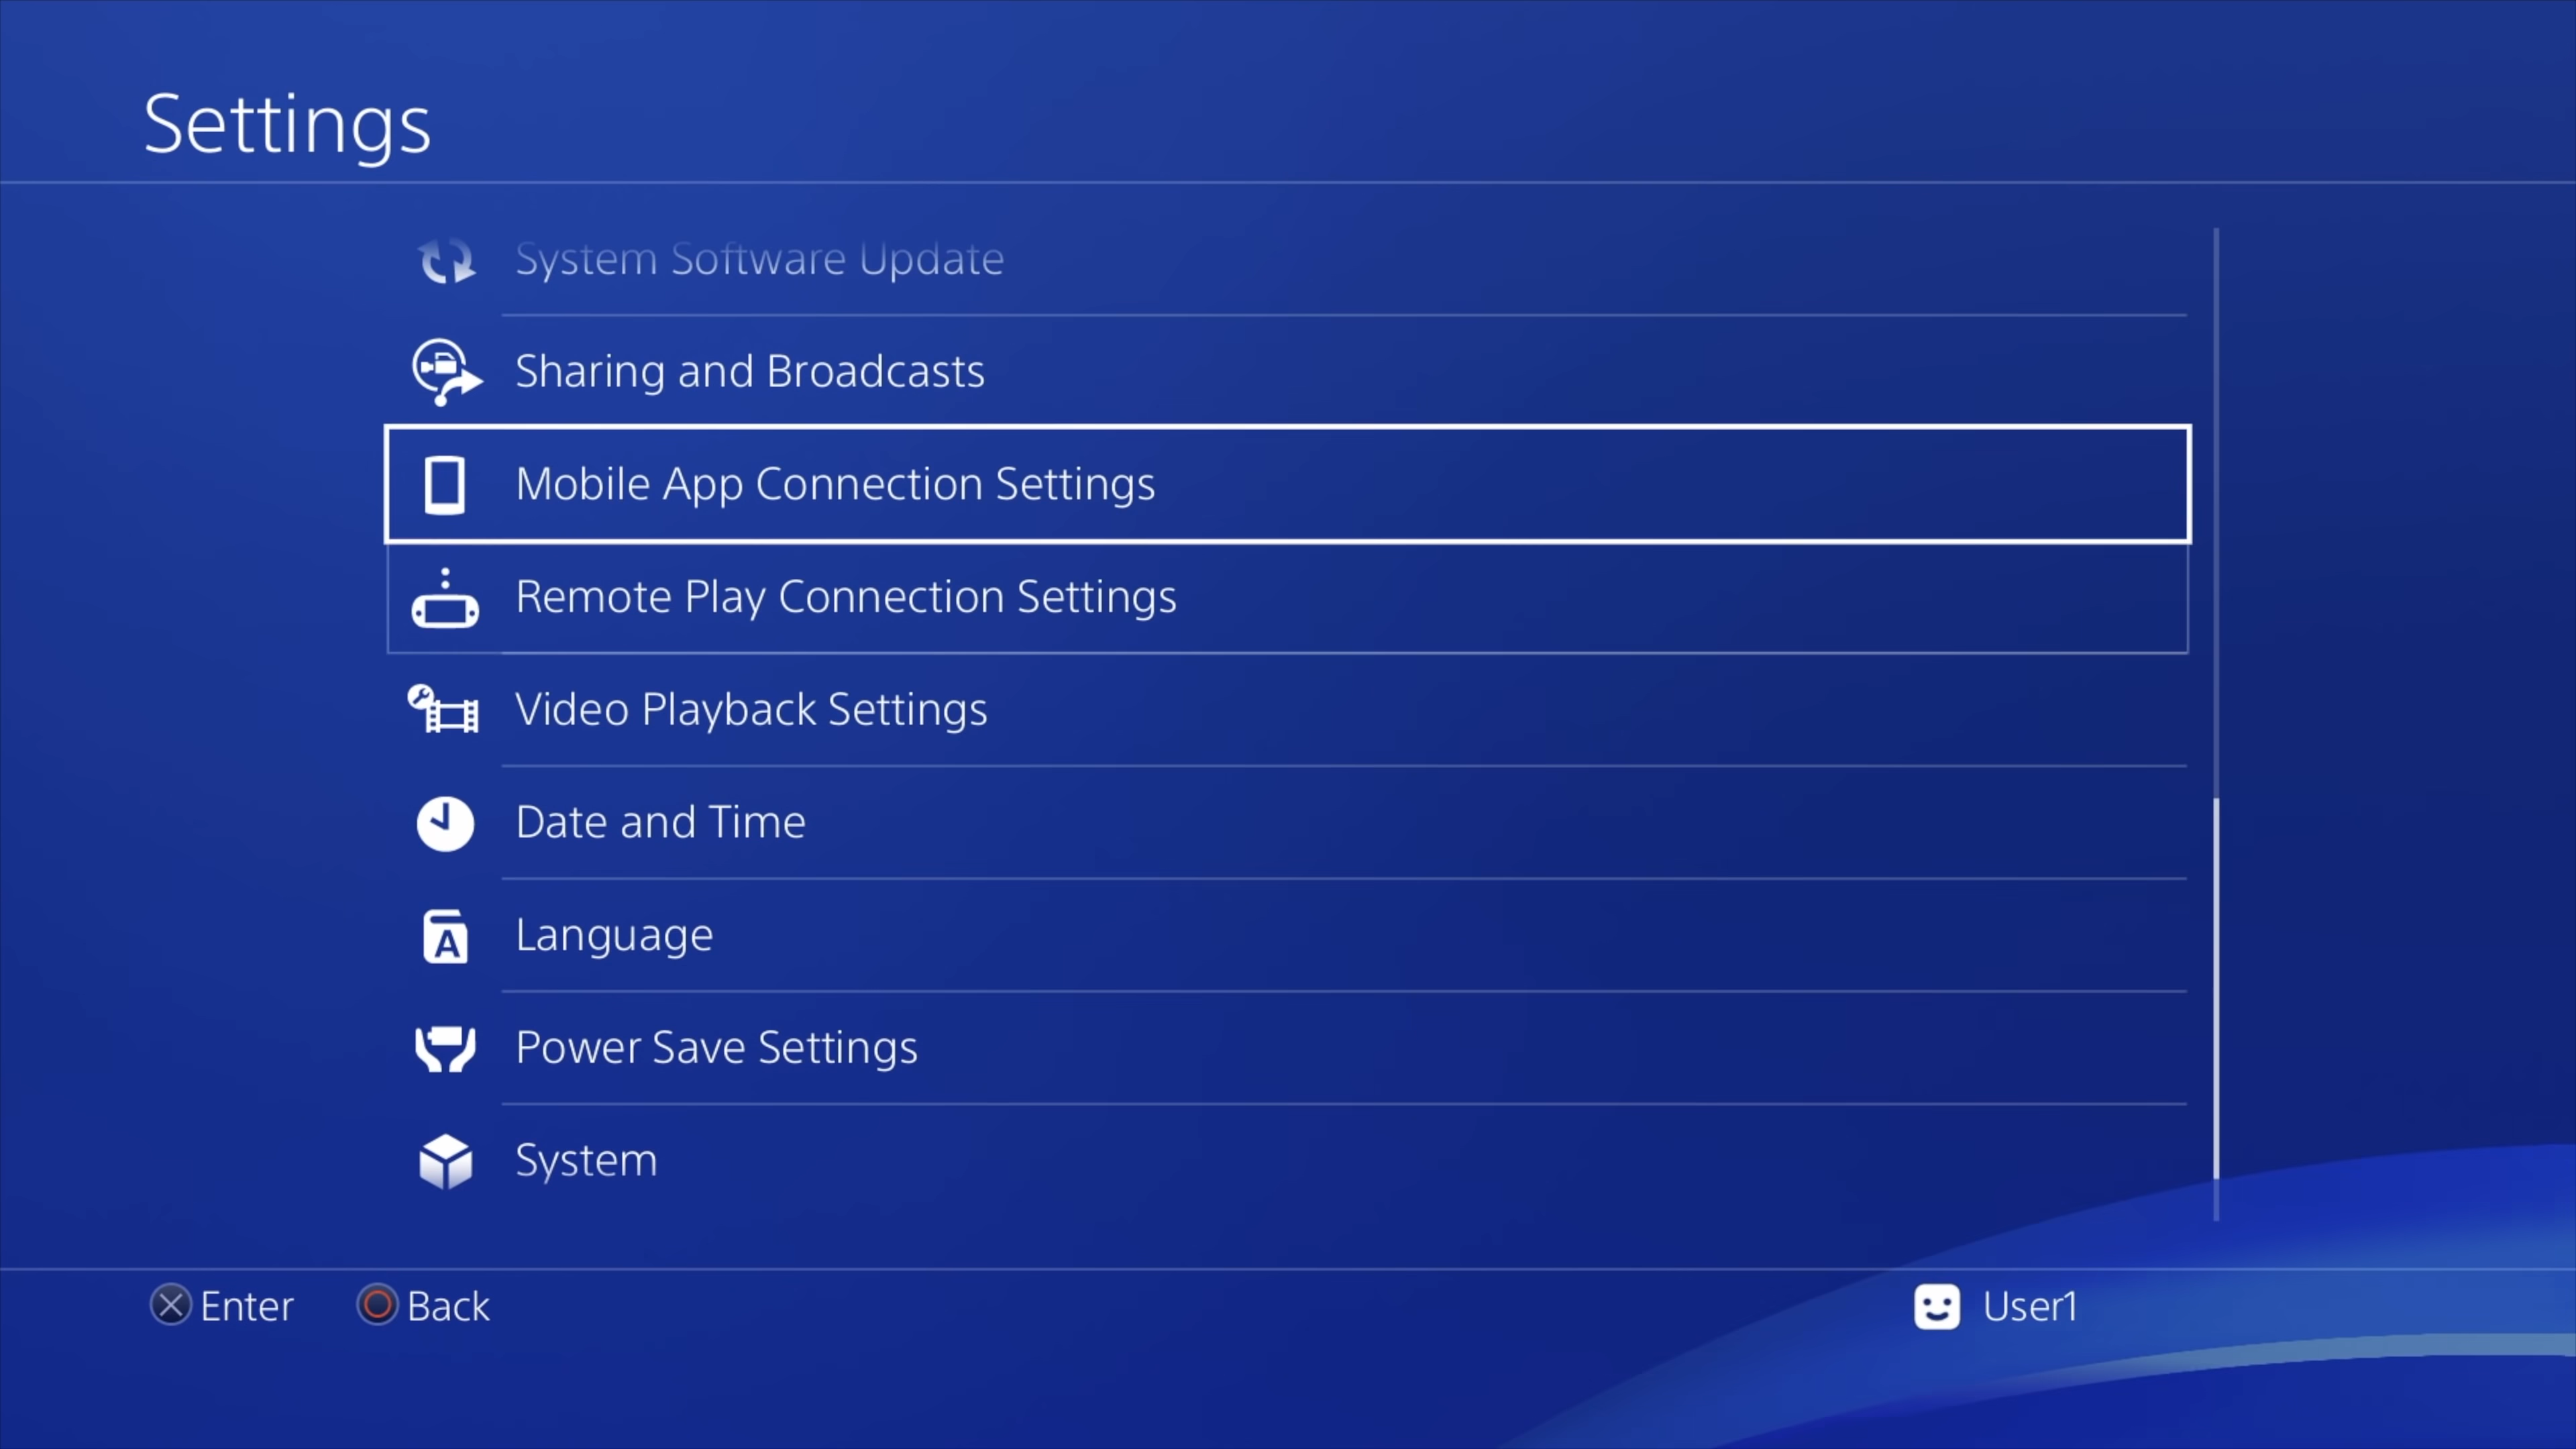 Settings
System Software Update
Sharing and Broadcasts
Mobile App Connection Settings
Remote Play Connection Settings
Video Playback Settings
Date and Time
Language
Power Save Settings
System
Enter Back User1